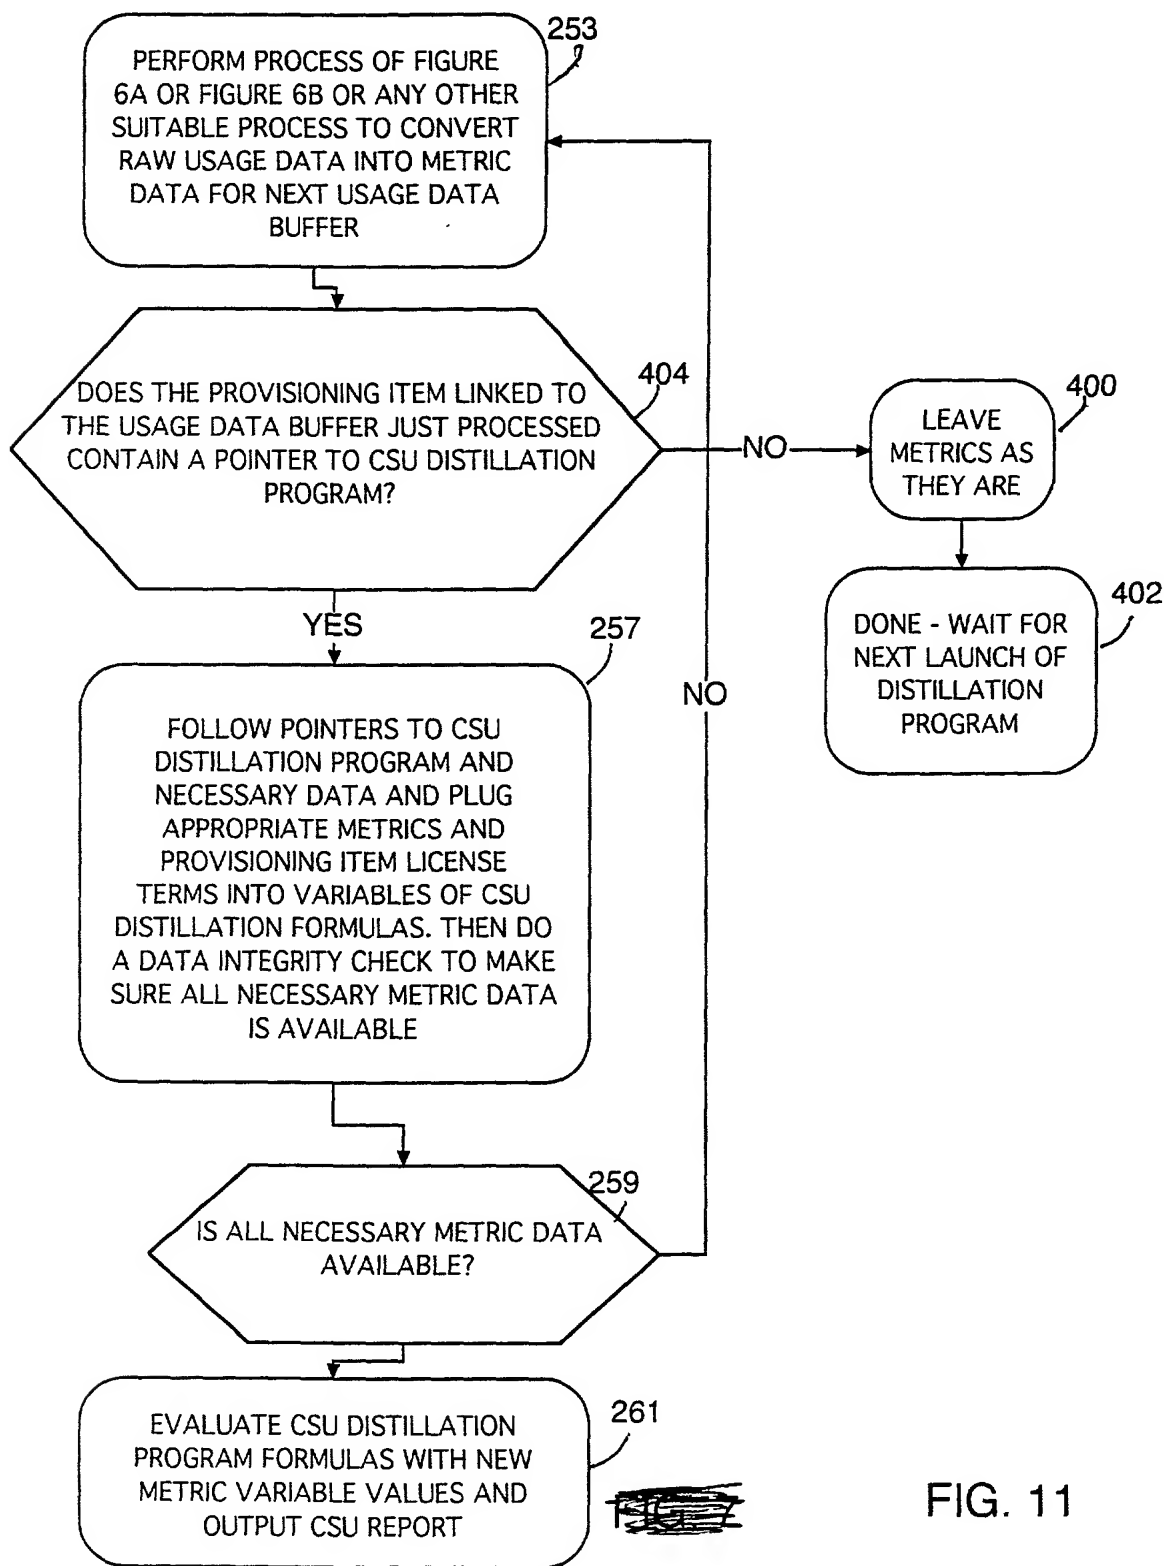 253
PERFORM PROCESS OF FIGURE
6A OR FIGURE 6B OR ANY OTHER
SUITABLE PROCESS TO CONVERT
RAW USAGE DATA INTO METRIC
DATA FOR NEXT USAGE DATA
BUFFER
404
DOES THE PROVISIONING ITEM LINKED TO
THE USAGE DATA BUFFER JUST PROCESSED
CONTAIN A POINTER TO CSU DISTILLATION
PROGRAM?
NO
400
LEAVE
METRICS AS
THEY ARE
402
DONE - WAIT FOR
NEXT LAUNCH OF
DISTILLATION
PROGRAM
YES
257
NO
FOLLOW POINTERS TO CSU
DISTILLATION PROGRAM AND
NECESSARY DATA AND PLUG
APPROPRIATE METRICS AND
PROVISIONING ITEM LICENSE
TERMS INTO VARIABLES OF CSU
DISTILLATION FORMULAS. THEN DO
A DATA INTEGRITY CHECK TO MAKE
SURE ALL NECESSARY METRIC DATA
IS AVAILABLE
259
IS ALL NECESSARY METRIC DATA
AVAILABLE?
261
EVALUATE CSU DISTILLATION
PROGRAM FORMULAS WITH NEW
METRIC VARIABLE VALUES AND
OUTPUT CSU REPORT
FIG. 7
FIG. 11